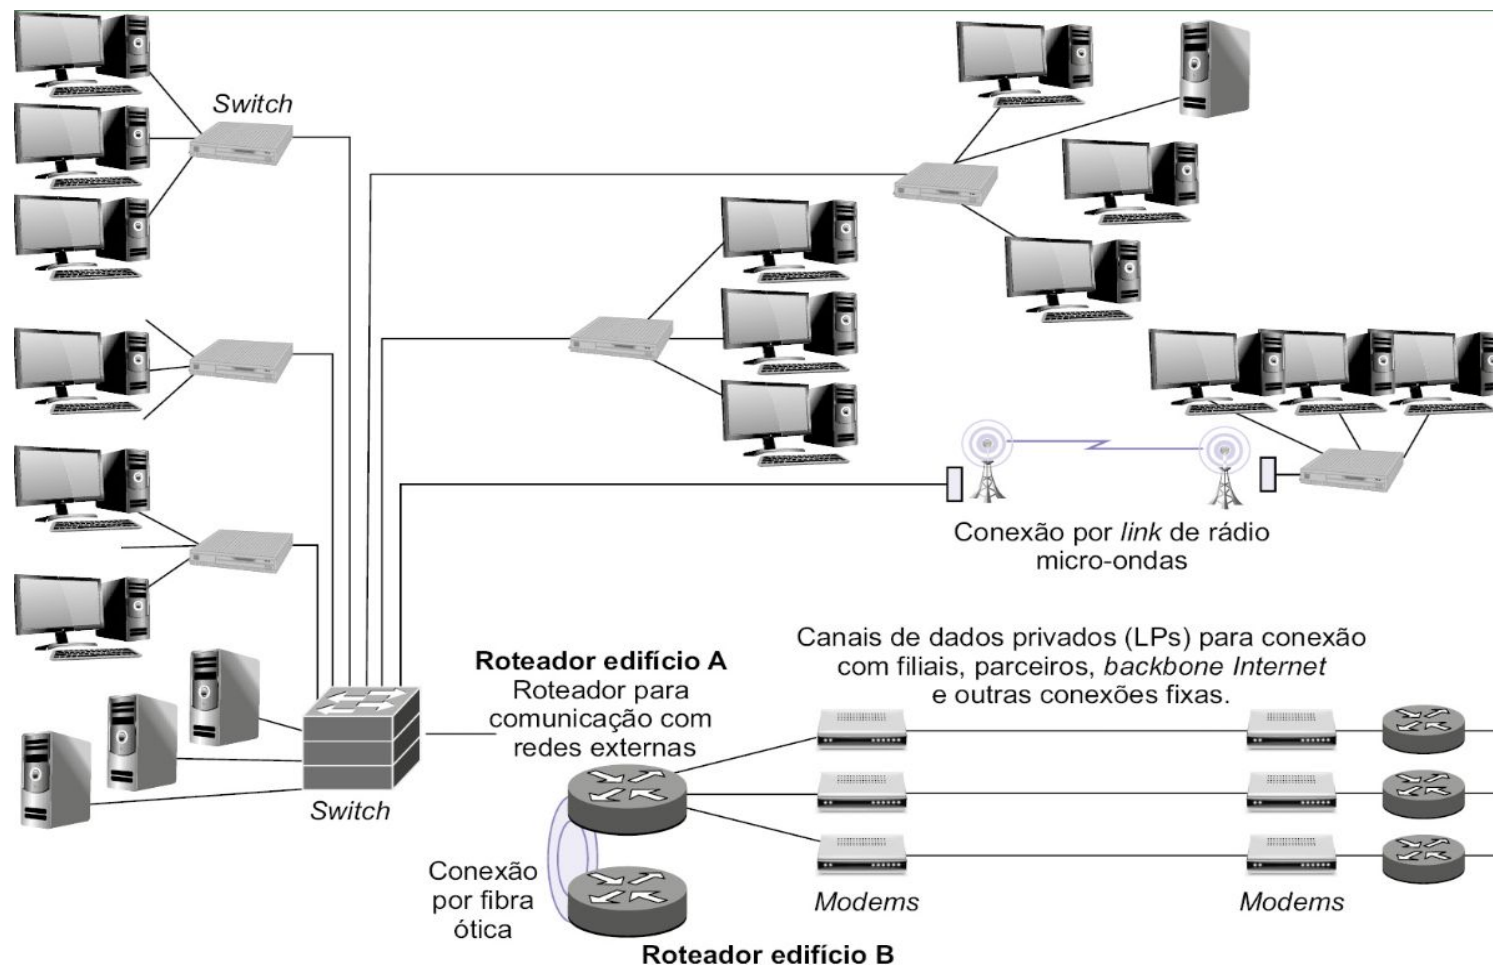 Switch
Conexão por link de rádio
micro-ondas
Roteador edifício A
Roteador para
comunicação com
redes externas
Canais de dados privados (LPs) para conexão
com filiais, parceiros, backbone Internet
e outras conexões fixas.
Switch
Conexão
por fibra
ótica
Modems
Modems
Roteador edifício B